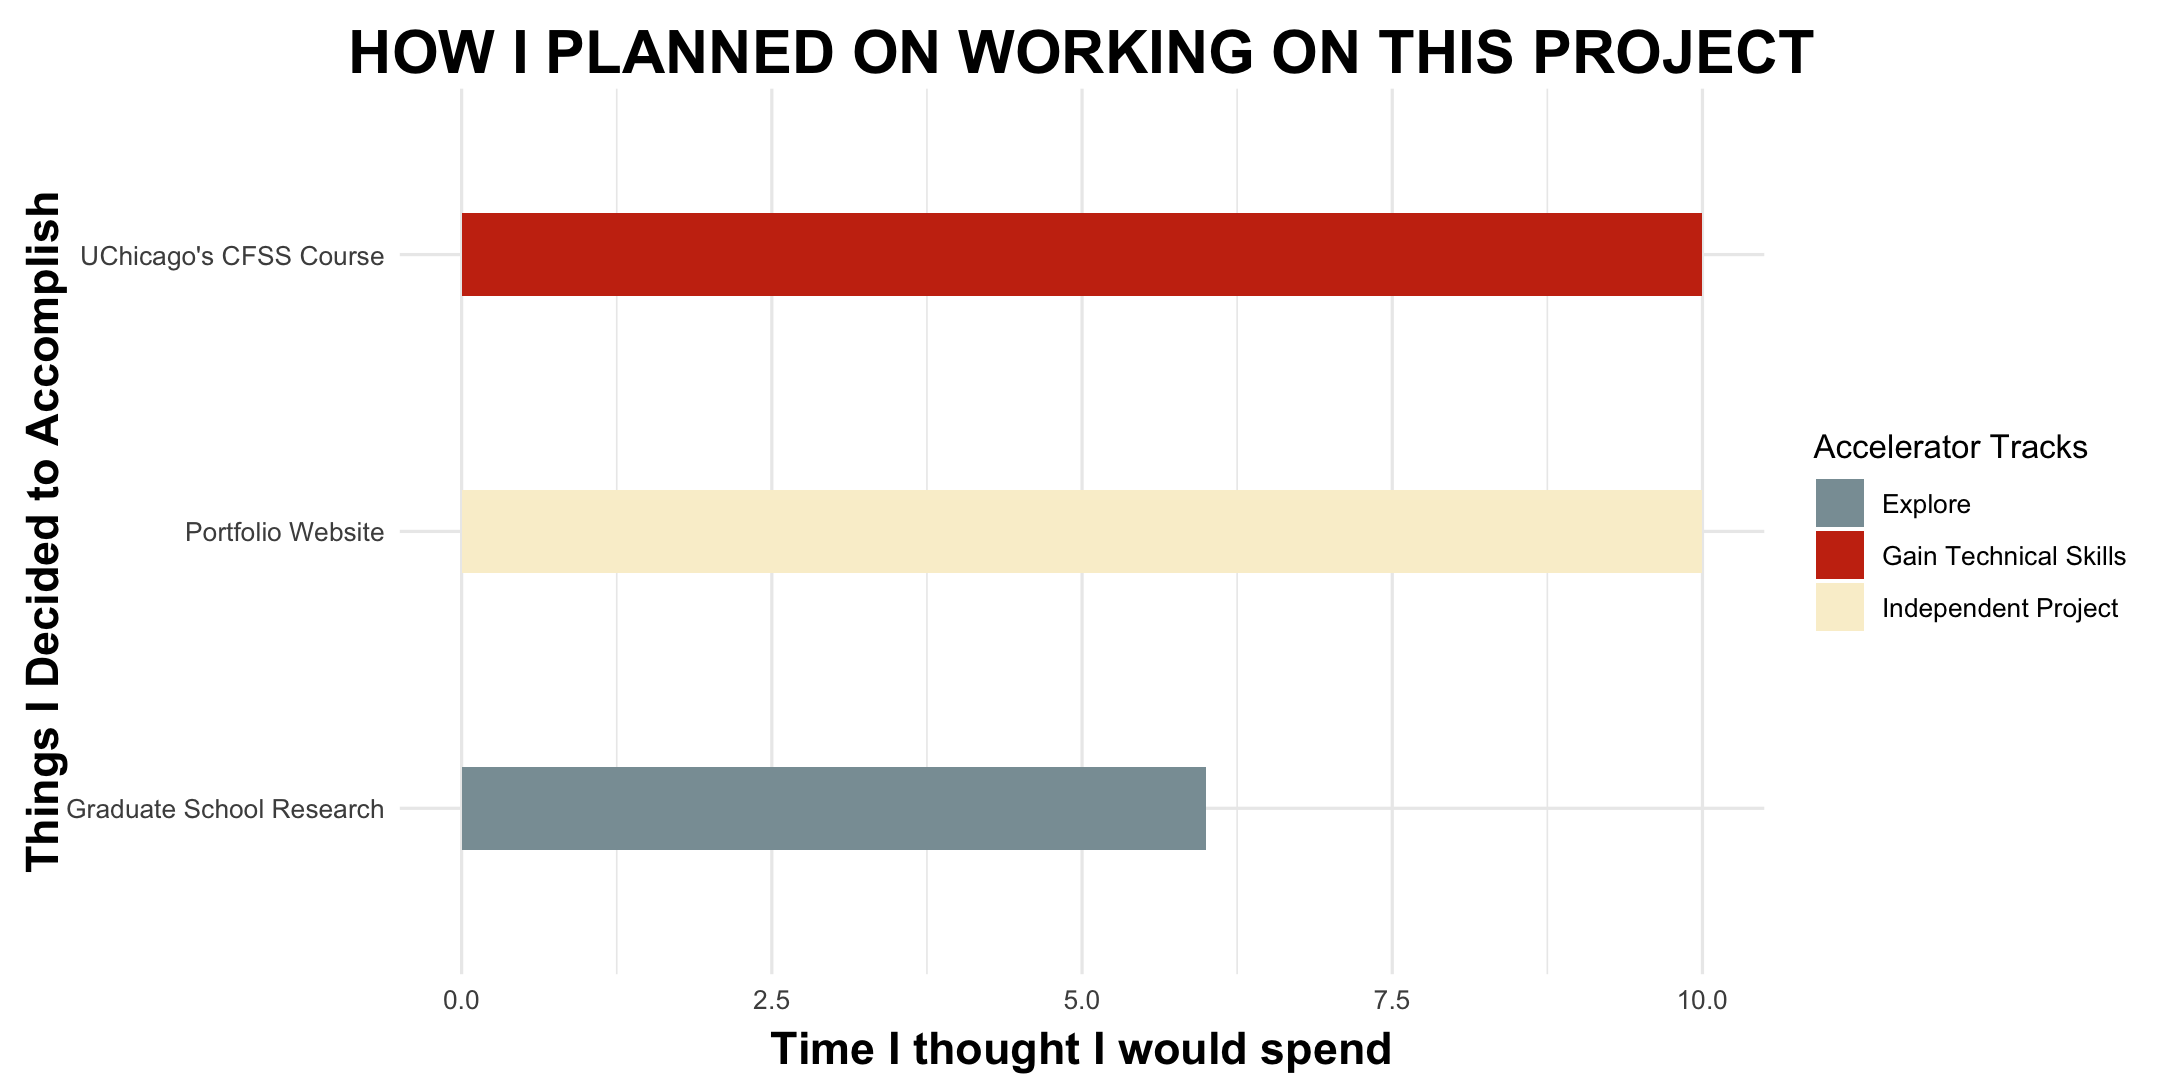 HOW I PLANNED ON WORKING ON THIS PROJECT
Things I Decided to Accomplish
UChicago's CFSS Course
Portfolio Website
Graduate School Research
0.0
2.5
5.0
7.5
10.0
Time I thought I would spend
Accelerator Tracks
Explore
Gain Technical Skills
Independent Project